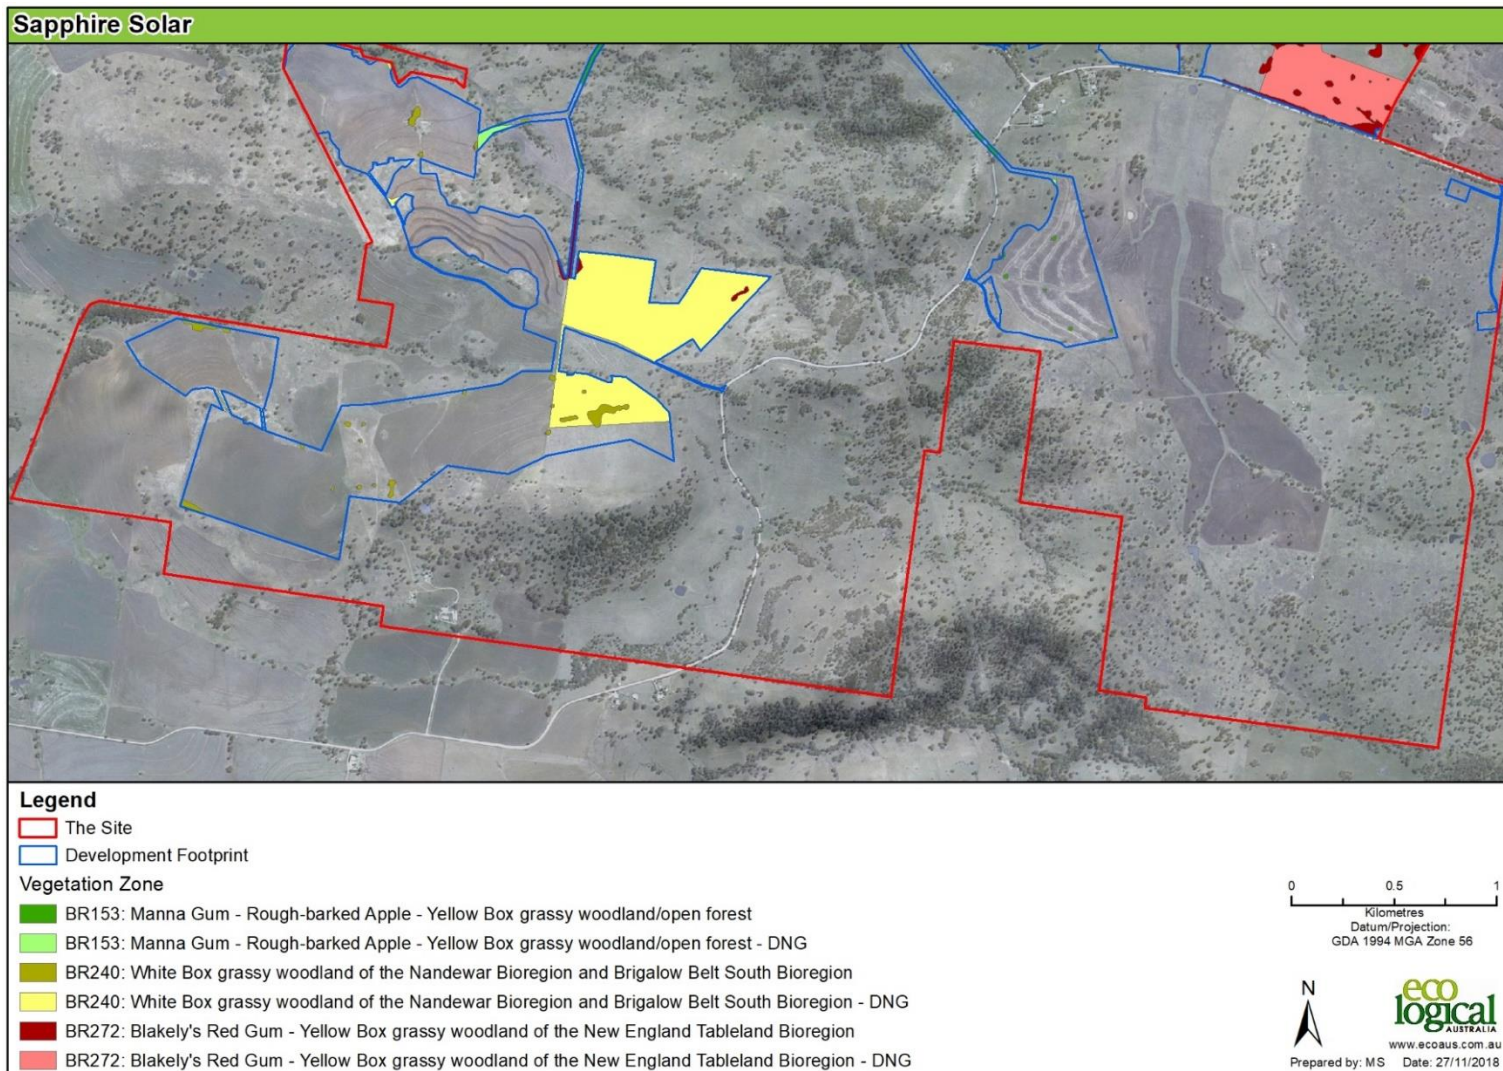 Sapphire Solar
Legend
The Site
Development Footprint
Vegetation Zone
BR153: Manna Gum - Rough-barked Apple - Yellow Box grassy woodland/open forest
BR153: Manna Gum - Rough-barked Apple - Yellow Box grassy woodland/open forest - DNG
BR240: White Box grassy woodland of the Nandewar Bioregion and Brigalow Belt South Bioregion
BR240: White Box grassy woodland of the Nandewar Bioregion and Brigalow Belt South Bioregion - DNG
BR272: Blakely's Red Gum - Yellow Box grassy woodland of the New England Tableland Bioregion
BR272: Blakely's Red Gum - Yellow Box grassy woodland of the New England Tableland Bioregion - DNG
0 0.5 1
Kilometres
Datum/Projection:
GDA 1994 MGA Zone 56
N
eco
logical
AUSTRALIA
www.ecoaus.com.au
Prepared by: MS Date: 27/11/2018